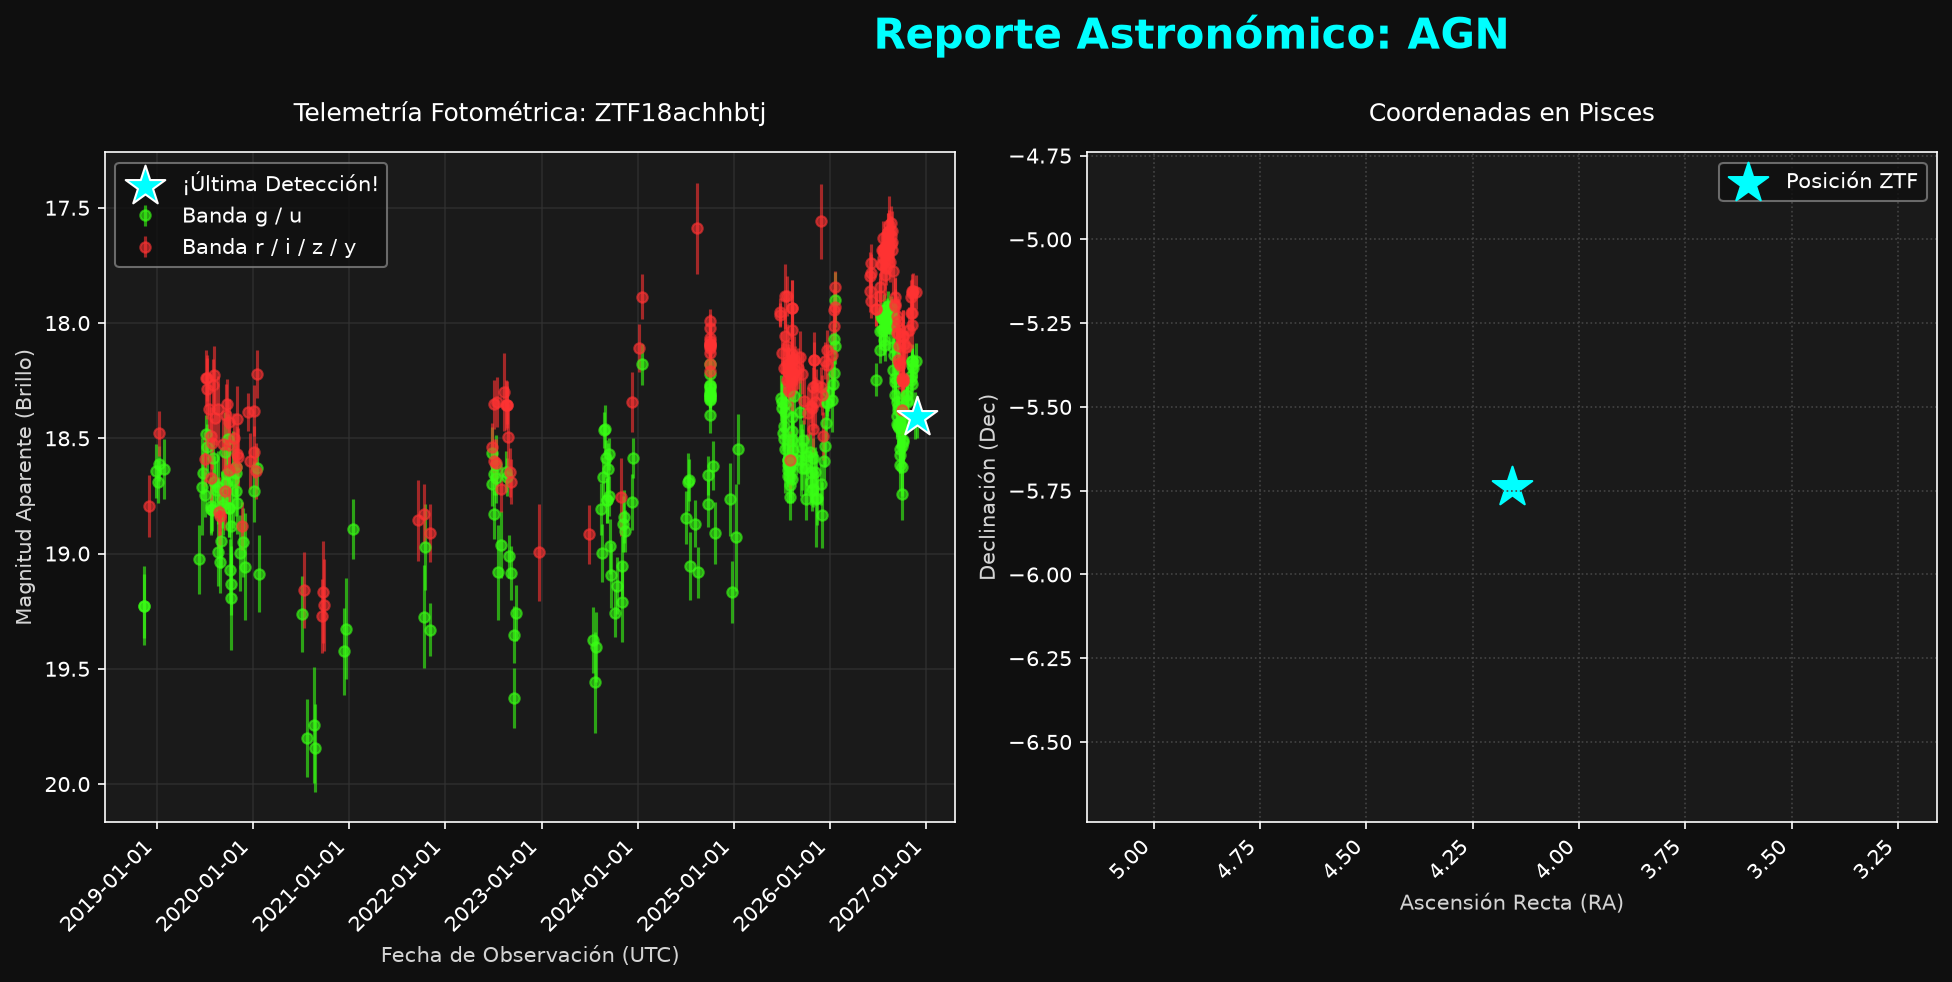 Reporte Astronómico: AGN
Telemetría Fotométrica: ZTF18achhbtj
¡Última Detección!
Banda g / u
Banda r / i / z / y
Magnitud Aparente (Brillo)
17.5
18.0
18.5
19.0
19.5
20.0
2019-01-01
2020-01-01
2021-01-01
2022-01-01
2023-01-01
2024-01-01
2025-01-01
2026-01-01
2027-01-01
Fecha de Observación (UTC)
Coordenadas en Pisces
Posición ZTF
Declinación (Dec)
−4.75
−5.00
−5.25
−5.50
−5.75
−6.00
−6.25
−6.50
5.00
4.75
4.50
4.25
4.00
3.75
3.50
3.25
Ascensión Recta (RA)